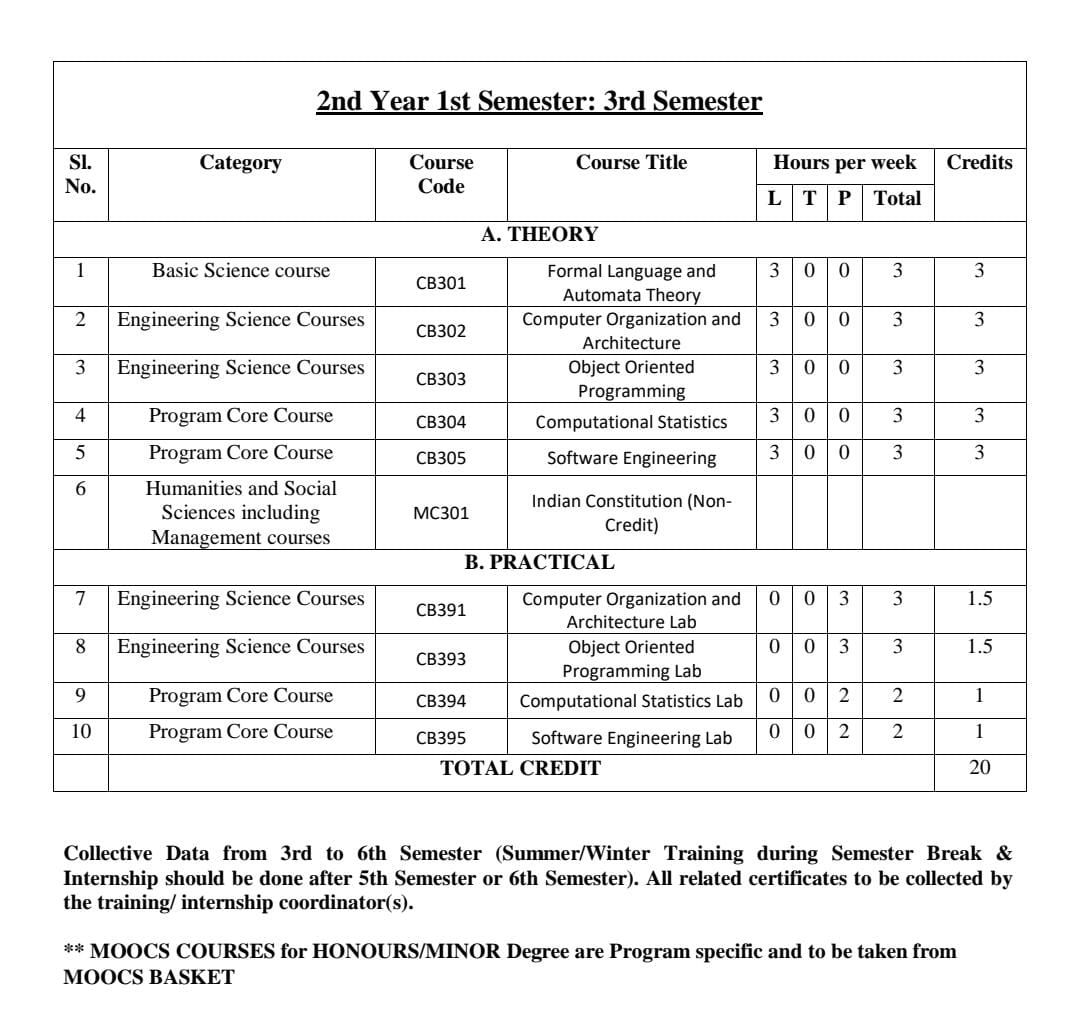 2nd Year 1st Semester: 3rd Semester
Sl. No. Category Course Code Course Title Hours per week Credits
L T P Total
A. THEORY
1 Basic Science course CB301 Formal Language and Automata Theory 3 0 0 3 3
2 Engineering Science Courses CB302 Computer Organization and Architecture 3 0 0 3 3
3 Engineering Science Courses CB303 Object Oriented Programming 3 0 0 3 3
4 Program Core Course CB304 Computational Statistics 3 0 0 3 3
5 Program Core Course CB305 Software Engineering 3 0 0 3 3
6 Humanities and Social Sciences including Management courses MC301 Indian Constitution (Non-Credit)
B. PRACTICAL
7 Engineering Science Courses CB391 Computer Organization and Architecture Lab 0 0 3 3 1.5
8 Engineering Science Courses CB393 Object Oriented Programming Lab 0 0 3 3 1.5
9 Program Core Course CB394 Computational Statistics Lab 0 0 2 2 1
10 Program Core Course CB395 Software Engineering Lab 0 0 2 2 1
TOTAL CREDIT 20
Collective Data from 3rd to 6th Semester (Summer/Winter Training during Semester Break &
Internship should be done after 5th Semester or 6th Semester). All related certificates to be collected by
the training/ internship coordinator(s).
** MOOCS COURSES for HONOURS/MINOR Degree are Program specific and to be taken from
MOOCS BASKET